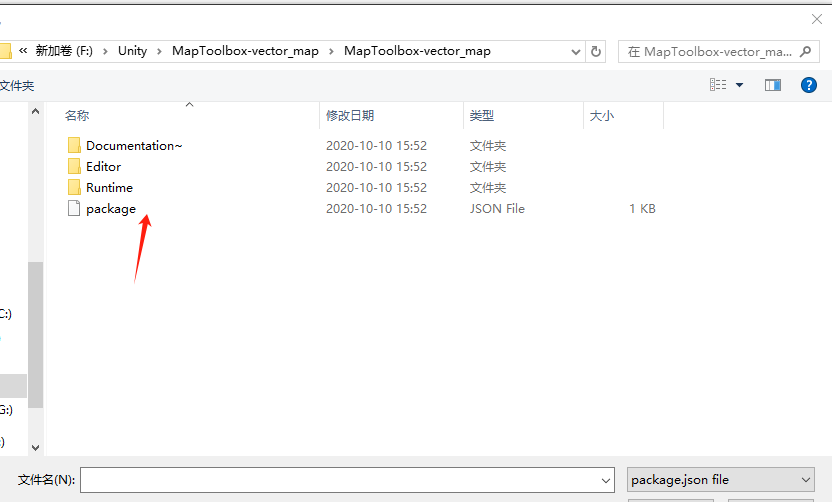 « 新加卷 (F:) › Unity › MapToolbox-vector_map › MapToolbox-vector_map
在 MapToolbox-vector_ma...
文件夹
名称 修改日期 类型 大小
Documentation~ 2020-10-10 15:52 文件夹
Editor 2020-10-10 15:52 文件夹
Runtime 2020-10-10 15:52 文件夹
package 2020-10-10 15:52 JSON File 1 KB
C:)
G:)
:)
文件名(N): package.json file